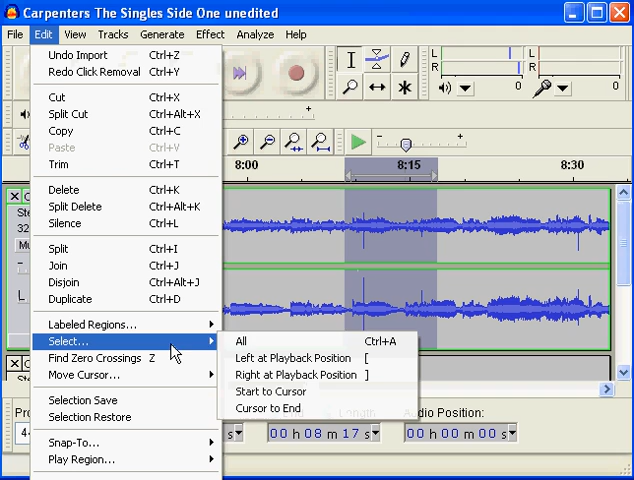 Carpenters The Singles Side One unedited
File Edit View Tracks Generate Effect Analyze Help
Undo Import Ctrl+Z
Redo Click Removal Ctrl+Y
Cut Ctrl+X
Split Cut Ctrl+Alt+X
Copy Ctrl+C
Paste Ctrl+V
Trim Ctrl+T
Delete Ctrl+K
Split Delete Ctrl+Alt+K
Silence Ctrl+L
Split Ctrl+I
Join Ctrl+J
Disjoin Ctrl+Alt+J
Duplicate Ctrl+D
Labeled Regions...
Select...
Find Zero Crossings Z
Move Cursor...
Selection Save
Selection Restore
Snap-To...
Play Region...
All Ctrl+A
Left at Playback Position [
Right at Playback Position ]
Start to Cursor
Cursor to End
L
R
0
L
R
0
8:00 8:15 8:30
Ste
32
Mu
L
Length Audio Position:
00 h 08 m 17 s 00 h 00 m 00 s